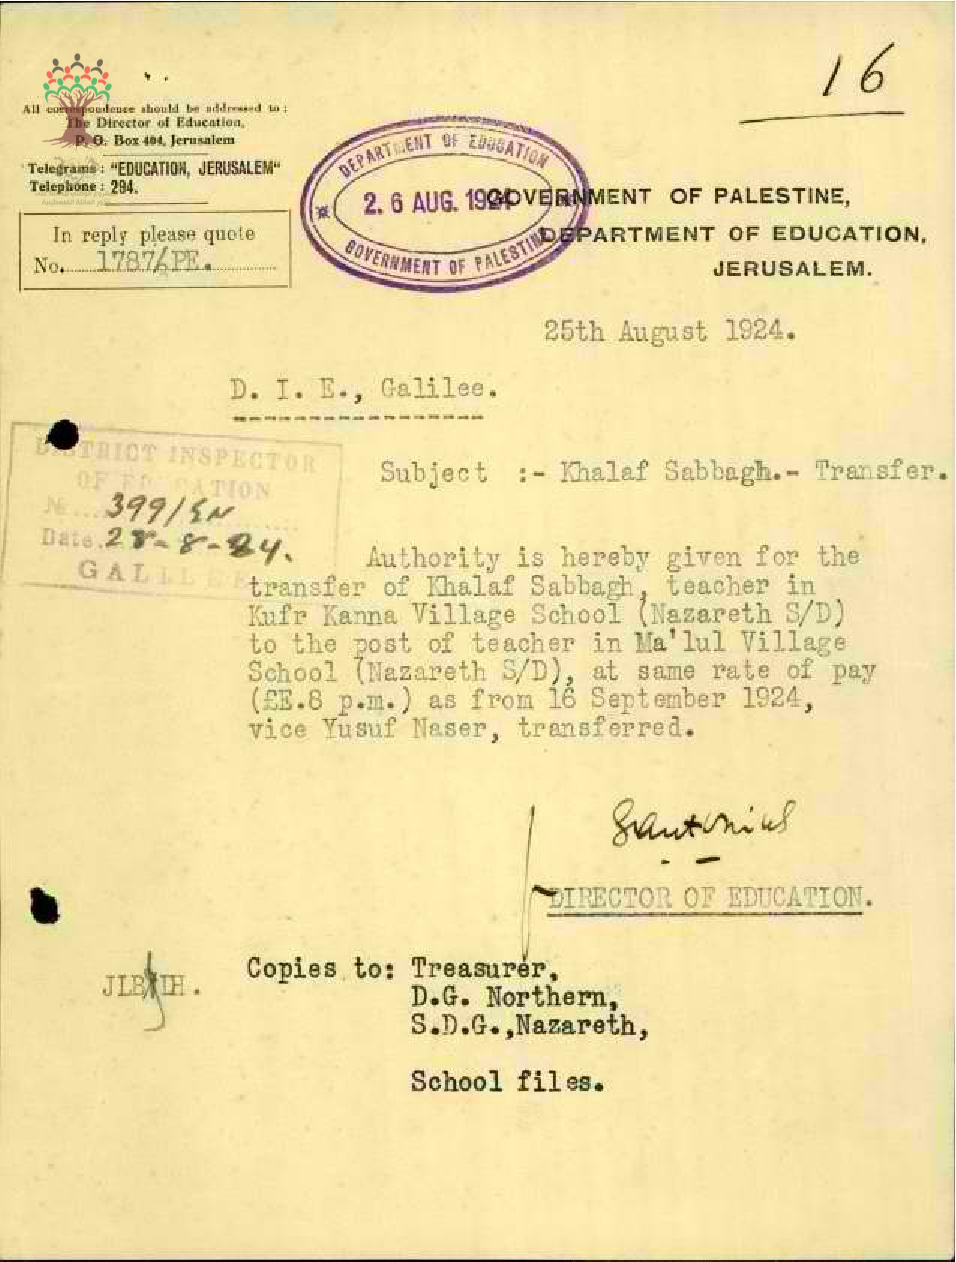 16
All correspondence should be addressed to :
The Director of Education,
P. O. Box 404, Jerusalem
Telegrams : "EDUCATION, JERUSALEM"
Telephone : 294.
In reply please quote
No. 1787/PE.
DEPARTMENT OF EDUCATION
26 AUG. 1924
GOVERNMENT OF PALESTINE
GOVERNMENT OF PALESTINE,
DEPARTMENT OF EDUCATION,
JERUSALEM.
25th August 1924.
D. I. E., Galilee.
DISTRICT INSPECTOR
OF EDUCATION
No 399/GN
Date 28-8-24.
GALILEE
Subject :- Khalaf Sabbagh.- Transfer.
Authority is hereby given for the
transfer of Khalaf Sabbagh, teacher in
Kufr Kanna Village School (Nazareth S/D)
to the post of teacher in Ma'lul Village
School (Nazareth S/D), at same rate of pay
(£E.8 p.m.) as from 16 September 1924,
vice Yusuf Naser, transferred.
GAntonius
DIRECTOR OF EDUCATION.
Copies to: Treasurer,
D.G. Northern,
S.D.G.,Nazareth,
School files.